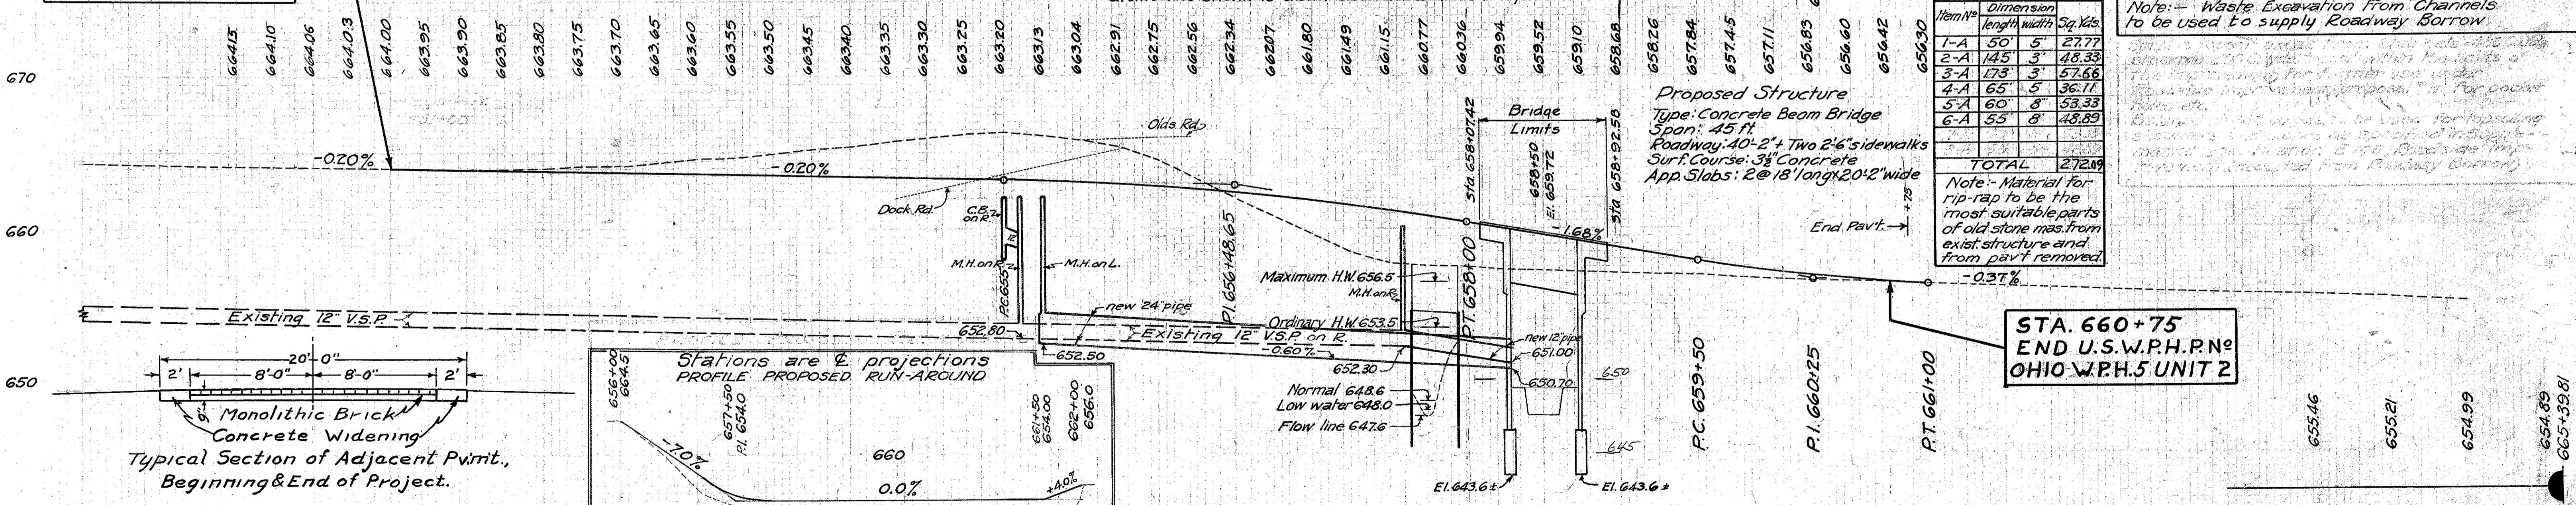 664.15 664.10 664.06 664.03 664.00 663.95 663.90 663.85 663.80 663.75 663.70 663.65 663.60 663.55 663.50 663.45 663.40 663.35 663.30 663.25 663.20 663.13 663.04 662.91 662.75 662.56 662.34 662.07 661.80 661.49 661.15 660.77 660.36 659.94 659.52 659.10 658.68 658.26 657.84 657.45 657.11 656.83 656.60 656.42 656.30
670
660
650
-0.20%
-0.20%
Olds Rd.
Dock Rd.
C.B. on R.
12"
M.H. on R.
M.H. on L.
P.C. 655
P.I. 656+48.65
P.T. 658+00
Sta. 658+07.42
Bridge
Limits
658+50
El. 659.72
Sta 658+92.58
-1.68%
Proposed Structure
Type: Concrete Beam Bridge
Span: 45 ft.
Roadway: 40'-2" + Two 2'-6" sidewalks
Surf. Course: 3½" Concrete
App. Slabs: 2@18' long x 20'-2" wide
End Pav't.
+75
Item Nº Dimension Sq. Yds.
length width
1-A 50' 5' 27.77
2-A 145' 3' 48.33
3-A 173' 3' 57.66
4-A 65' 5' 36.11
5-A 60' 8' 53.33
6-A 55' 8' 48.89
TOTAL 272.09
Note:- Material for
rip-rap to be the
most suitable parts
of old stone mas. from
exist. structure and
from pav't removed.
Note:- Waste Excavation From Channels
to be used to supply Roadway Borrow
-0.37%
STA. 660+75
END U.S.W.P.H.P. Nº
OHIO W.P.H. 5 UNIT 2
Existing 12" V.S.P.
652.80
652.50
new 24" pipe
Existing 12" V.S.P. on R.
0.60%
Maximum H.W. 656.5
M.H. on R.
Ordinary H.W. 653.5
new 12" pipe
651.00
650.70
652.30
Normal 648.6
Low water 648.0
Flow line 647.6
650
645
El. 643.6±
El. 643.6±
P.C. 659+50
P.I. 660+25
P.T. 661+00
655.46
655.21
654.99
654.89
665+39.81
20'-0"
2' 8'-0" 8'-0" 2'
9"
Monolithic Brick
Concrete Widening
Typical Section of Adjacent Pvmt.,
Beginning & End of Project.
Stations are ℄ projections
PROFILE PROPOSED RUN-AROUND
656+00
664.5
657+50
P.I. 654.0
661+50
654.00
662+00
656.0
660
-7.0%
0.0%
+4.0%